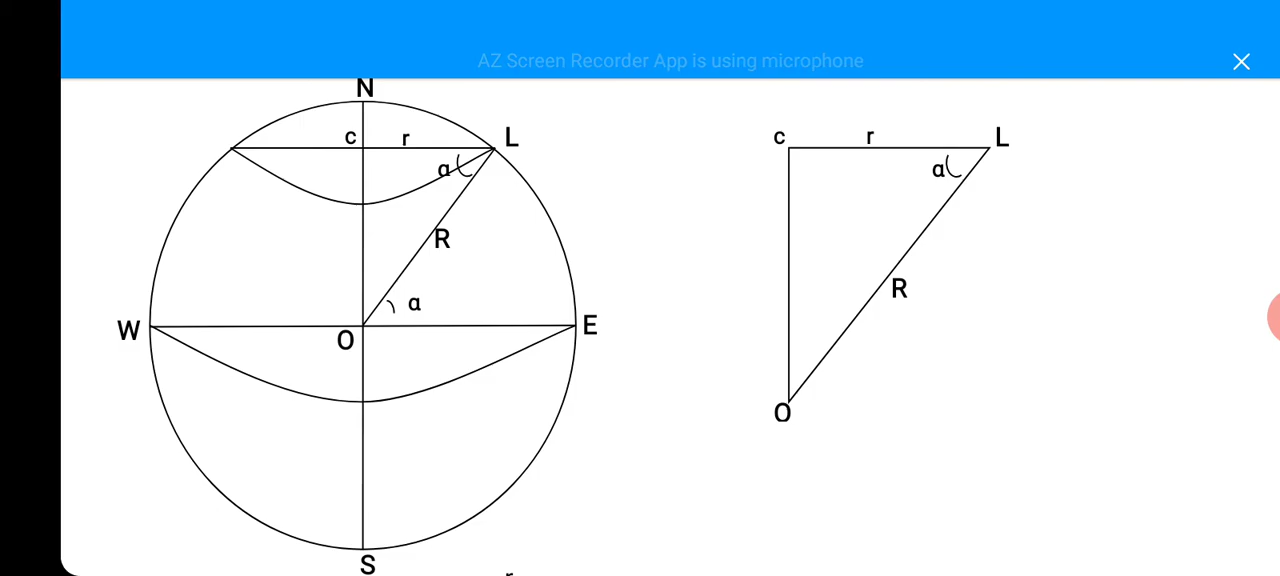 AZ Screen Recorder App is using microphone
N
c r L
c r L
α
α
R
α
R
W O E
O
S
r